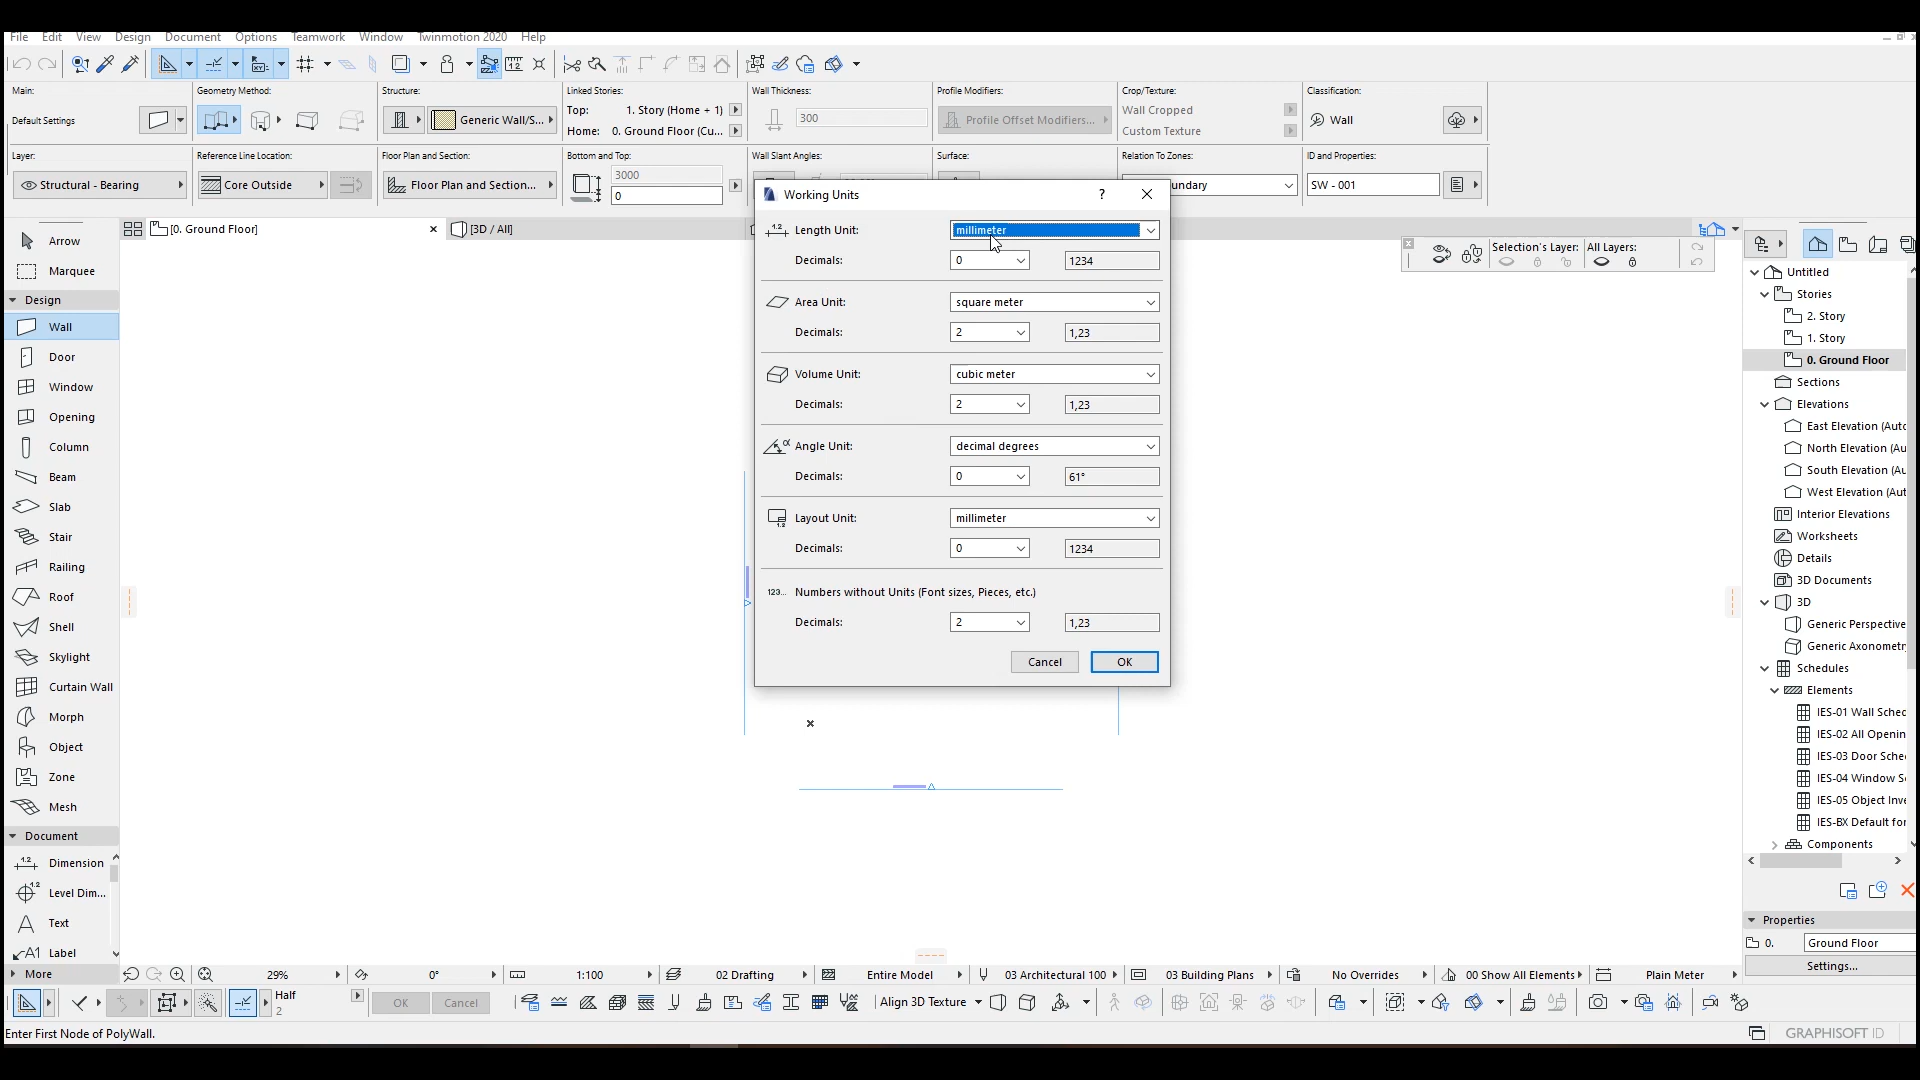 File Edit View Design Document Options Teamwork Window Twinmotion 2020 Help
Main: Geometry Method: Structure: Linked Stories: Wall Thickness: Profile Modifiers: Crop/Texture: Classification:
Default Settings Generic Wall/S... Top: 1. Story (Home + 1) 300 Profile Offset Modifiers... Wall Cropped Wall
Home: 0. Ground Floor (Cu... Custom Texture
Layer: Reference Line Location: Floor Plan and Section: Bottom and Top: Wall Slant Angles: Surface: Relation To Zones: ID and Properties:
Structural - Bearing Core Outside Floor Plan and Section... 3000 undary SW - 001
0
[0. Ground Floor] [3D / All]
Arrow
Marquee
Design
Wall
Door
Window
Opening
Column
Beam
Slab
Stair
Railing
Roof
Shell
Skylight
Curtain Wall
Morph
Object
Zone
Mesh
Document
Dimension
Level Dim...
Text
A1 Label
More
Working Units ?
Length Unit: millimeter
Decimals: 0 1234
Area Unit: square meter
Decimals: 2 1,23
Volume Unit: cubic meter
Decimals: 2 1,23
Angle Unit: decimal degrees
Decimals: 0 61°
Layout Unit: millimeter
Decimals: 0 1234
123... Numbers without Units (Font sizes, Pieces, etc.)
Decimals: 2 1,23
Cancel OK
Selection's Layer: All Layers:
Untitled
Stories
2. Story
1. Story
0. Ground Floor
Sections
Elevations
East Elevation (Auto
North Elevation (Au
South Elevation (Au
West Elevation (Aut
Interior Elevations
Worksheets
Details
3D Documents
3D
Generic Perspective
Generic Axonometr
Schedules
Elements
IES-01 Wall Sched
IES-02 All Openin
IES-03 Door Sche
IES-04 Window S
IES-05 Object Inve
IES-BX Default for
Components
Properties
0. Ground Floor
Settings...
29% 0° 1:100 02 Drafting Entire Model 03 Architectural 100 03 Building Plans No Overrides 00 Show All Elements Plain Meter
Half
2
OK Cancel Align 3D Texture
Enter First Node of PolyWall. GRAPHISOFT ID